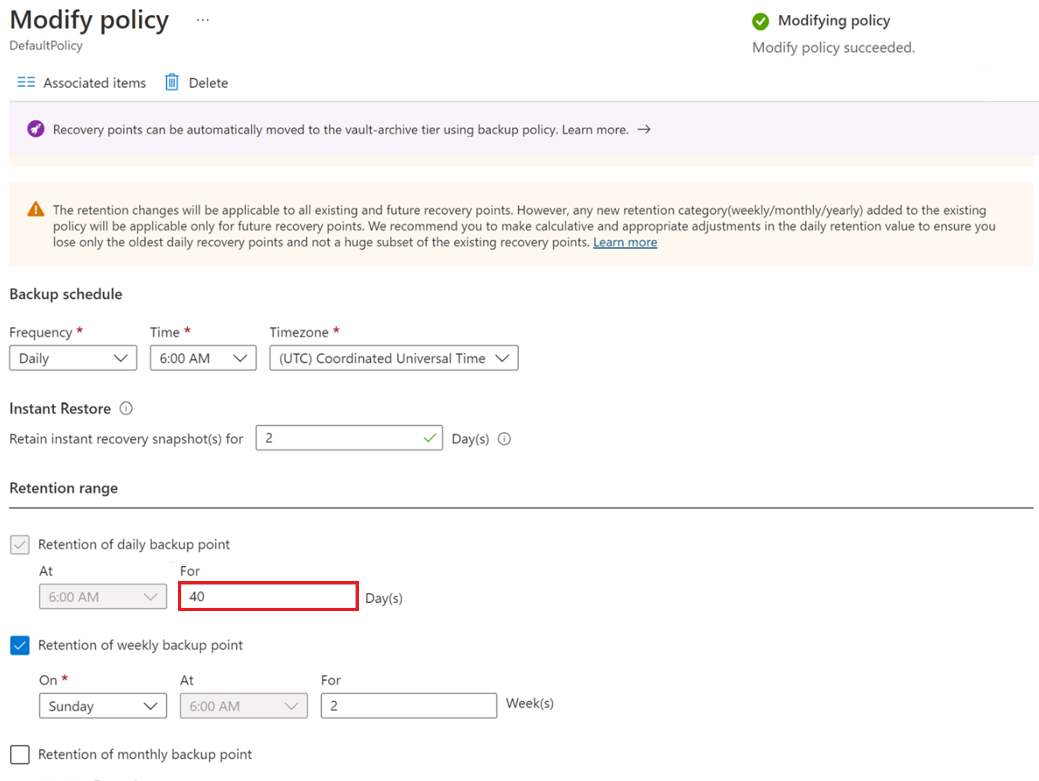 Modify policy ...
DefaultPolicy
Modifying policy
Modify policy succeeded.
Associated items Delete
Recovery points can be automatically moved to the vault-archive tier using backup policy. Learn more. →
The retention changes will be applicable to all existing and future recovery points. However, any new retention category(weekly/monthly/yearly) added to the existing
policy will be applicable only for future recovery points. We recommend you to make calculative and appropriate adjustments in the daily retention value to ensure you
lose only the oldest daily recovery points and not a huge subset of the existing recovery points. Learn more
Backup schedule
Frequency * Time * Timezone *
Daily 6:00 AM (UTC) Coordinated Universal Time
Instant Restore
Retain instant recovery snapshot(s) for 2 Day(s)
Retention range
Retention of daily backup point
At For
6:00 AM 40 Day(s)
Retention of weekly backup point
On * At For
Sunday 6:00 AM 2 Week(s)
Retention of monthly backup point